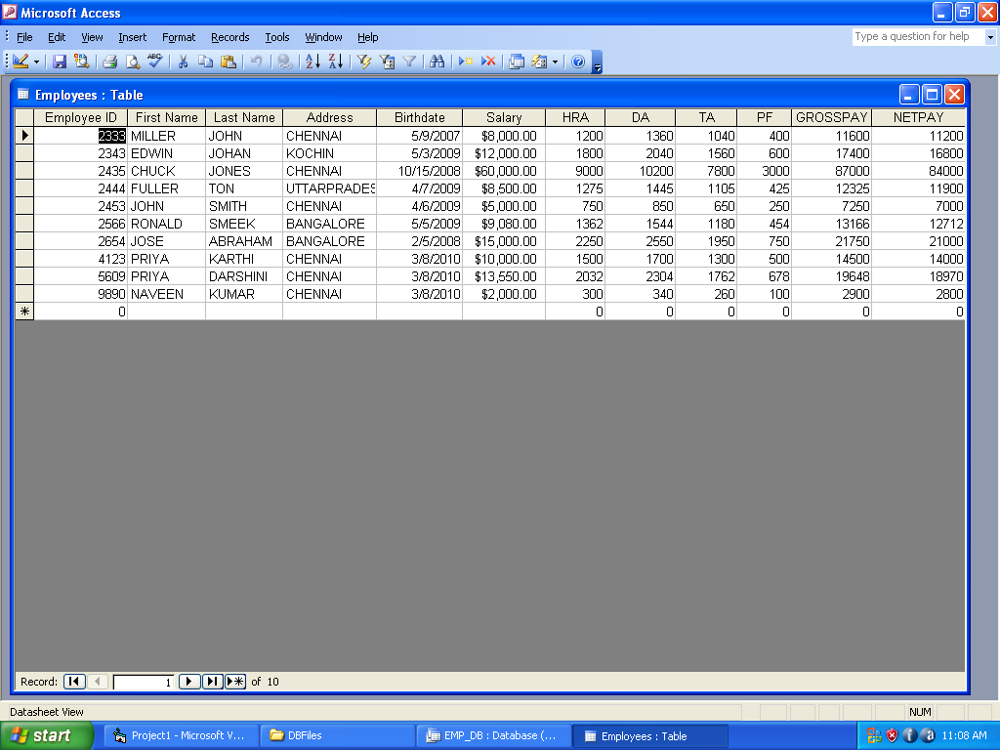 Microsoft Access
File Edit View Insert Format Records Tools Window Help Type a question for help
Employees : Table
Employee ID First Name Last Name Address Birthdate Salary HRA DA TA PF GROSSPAY NETPAY
2333 MILLER JOHN CHENNAI 5/9/2007 $8,000.00 1200 1360 1040 400 11600 11200
2343 EDWIN JOHAN KOCHIN 5/3/2009 $12,000.00 1800 2040 1560 600 17400 16800
2435 CHUCK JONES CHENNAI 10/15/2008 $60,000.00 9000 10200 7800 3000 87000 84000
2444 FULLER TON UTTARPRADES 4/7/2009 $8,500.00 1275 1445 1105 425 12325 11900
2453 JOHN SMITH CHENNAI 4/6/2009 $5,000.00 750 850 650 250 7250 7000
2566 RONALD SMEEK BANGALORE 5/5/2009 $9,080.00 1362 1544 1180 454 13166 12712
2654 JOSE ABRAHAM BANGALORE 2/5/2008 $15,000.00 2250 2550 1950 750 21750 21000
4123 PRIYA KARTHI CHENNAI 3/8/2010 $10,000.00 1500 1700 1300 500 14500 14000
5609 PRIYA DARSHINI CHENNAI 3/8/2010 $13,550.00 2032 2304 1762 678 19648 18970
9890 NAVEEN KUMAR CHENNAI 3/8/2010 $2,000.00 300 340 260 100 2900 2800
0 0 0 0 0 0 0
Record: 1 of 10
Datasheet View NUM
start Project1 - Microsoft V... DBFiles EMP_DB : Database (... Employees : Table 11:08 AM